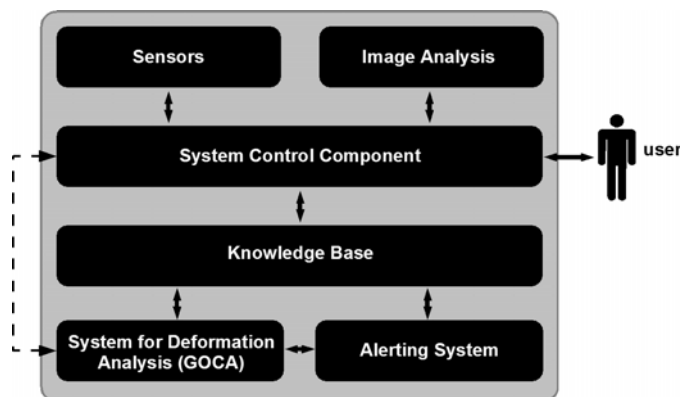 Sensors
Image Analysis
System Control Component
user
Knowledge Base
System for Deformation
Analysis (GOCA)
Alerting System